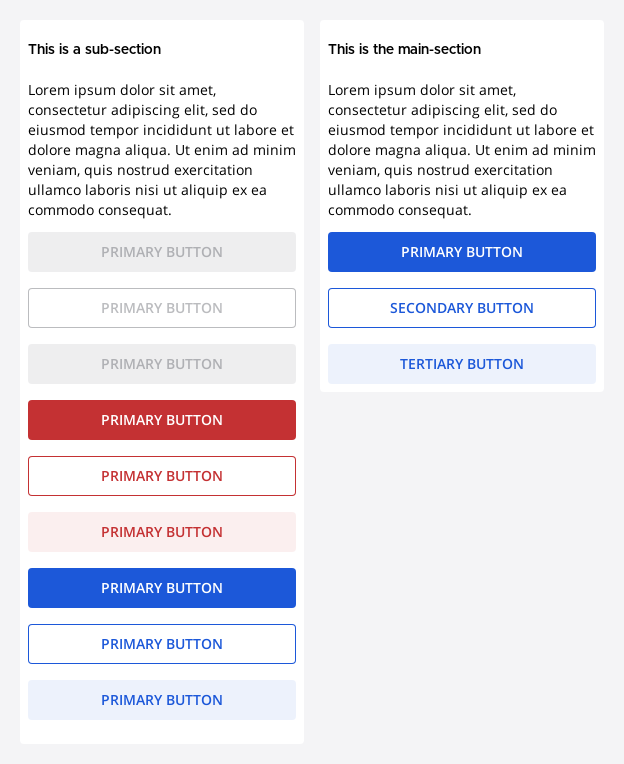 This is a sub-section
Lorem ipsum dolor sit amet,
consectetur adipiscing elit, sed do
eiusmod tempor incididunt ut labore et
dolore magna aliqua. Ut enim ad minim
veniam, quis nostrud exercitation
ullamco laboris nisi ut aliquip ex ea
commodo consequat.
PRIMARY BUTTON
PRIMARY BUTTON
PRIMARY BUTTON
PRIMARY BUTTON
PRIMARY BUTTON
PRIMARY BUTTON
PRIMARY BUTTON
PRIMARY BUTTON
PRIMARY BUTTON
This is the main-section
Lorem ipsum dolor sit amet,
consectetur adipiscing elit, sed do
eiusmod tempor incididunt ut labore et
dolore magna aliqua. Ut enim ad minim
veniam, quis nostrud exercitation
ullamco laboris nisi ut aliquip ex ea
commodo consequat.
PRIMARY BUTTON
SECONDARY BUTTON
TERTIARY BUTTON